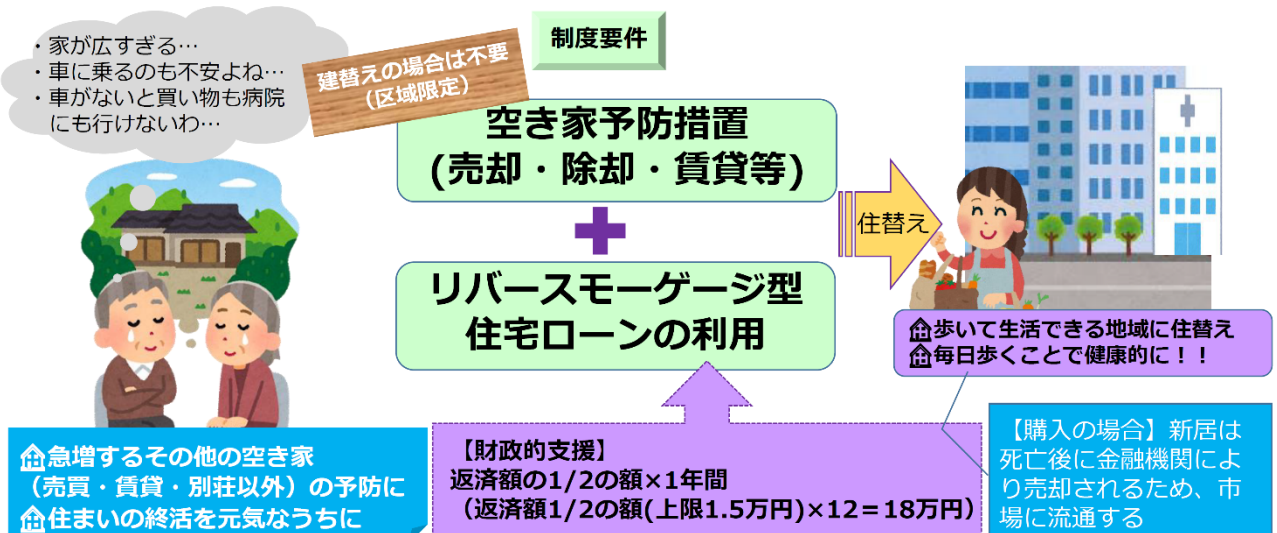 ・家が広すぎる…
・車に乗るのも不安よね…
・車がないと買い物も病院
にも行けないわ…
建替えの場合は不要
（区域限定）
制度要件
空き家予防措置
(売却・除却・賃貸等)
リバースモーゲージ型
住宅ローンの利用
住替え
歩いて生活できる地域に住替え
毎日歩くことで健康的に！！
急増するその他の空き家
（売買・賃貸・別荘以外）の予防に
住まいの終活を元気なうちに
【財政的支援】
返済額の1/2の額×1年間
（返済額1/2の額(上限1.5万円)×12＝18万円）
【購入の場合】新居は
死亡後に金融機関によ
り売却されるため、市
場に流通する